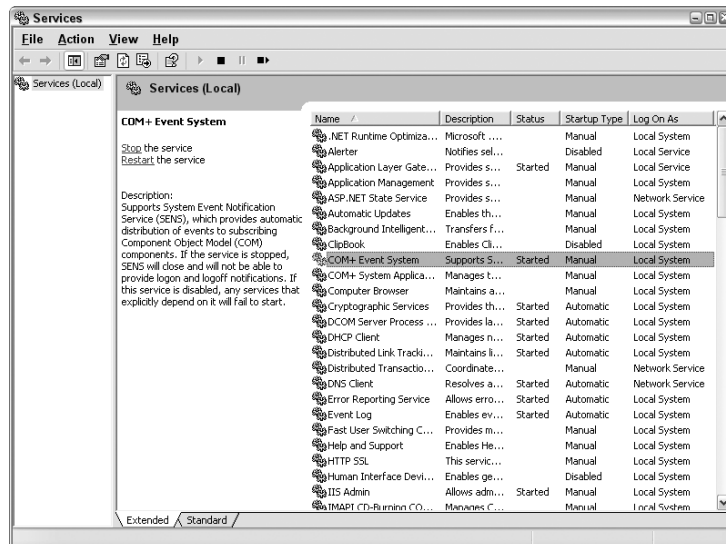 Services
File Action View Help
Services (Local)
Services (Local)
COM+ Event System
Stop the service
Restart the service
Description:
Supports System Event Notification
Service (SENS), which provides automatic
distribution of events to subscribing
Component Object Model (COM)
components. If the service is stopped,
SENS will close and will not be able to
provide logon and logoff notifications. If
this service is disabled, any services that
explicitly depend on it will fail to start.
Name Description Status Startup Type Log On As
.NET Runtime Optimiza... Microsoft .... Manual Local System
Alerter Notifies sel... Disabled Local Service
Application Layer Gate... Provides s... Started Manual Local Service
Application Management Provides s... Manual Local System
ASP.NET State Service Provides s... Manual Network Service
Automatic Updates Enables th... Manual Local System
Background Intelligent... Transfers f... Manual Local System
ClipBook Enables Cli... Disabled Local System
COM+ Event System Supports S... Started Manual Local System
COM+ System Applica... Manages t... Manual Local System
Computer Browser Maintains a... Manual Local System
Cryptographic Services Provides th... Started Automatic Local System
DCOM Server Process ... Provides la... Started Automatic Local System
DHCP Client Manages n... Started Automatic Local System
Distributed Link Tracki... Maintains li... Started Automatic Local System
Distributed Transactio... Coordinate... Manual Network Service
DNS Client Resolves a... Started Automatic Network Service
Error Reporting Service Allows erro... Started Automatic Local System
Event Log Enables ev... Started Automatic Local System
Fast User Switching C... Provides m... Manual Local System
Help and Support Enables He... Manual Local System
HTTP SSL This servic... Manual Local System
Human Interface Devi... Enables ge... Disabled Local System
IIS Admin Allows adm... Started Manual Local System
IMAPI CD-Burning CO... Manages C... Manual Local System
Extended Standard